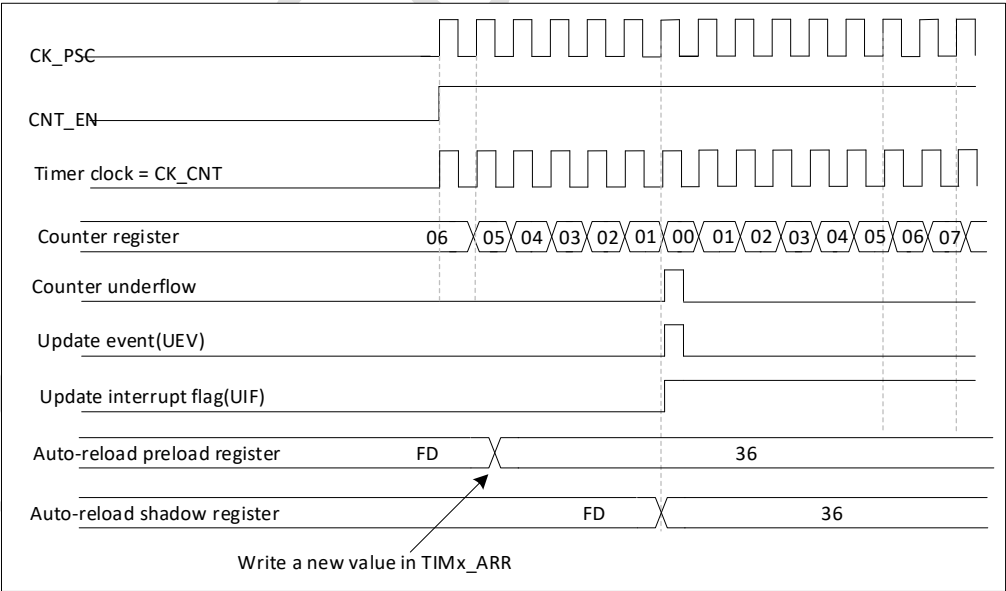 CK_PSC
CNT_EN
Timer clock = CK_CNT
Counter register 06 05 04 03 02 01 00 01 02 03 04 05 06 07
Counter underflow
Update event(UEV)
Update interrupt flag(UIF)
Auto-reload preload register FD 36
Auto-reload shadow register FD 36
Write a new value in TIMx_ARR